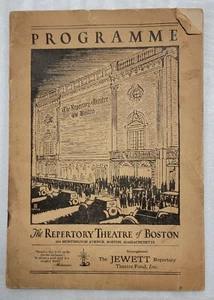 PROGRAMME
The Repertory Theatre
of Boston
The REPERTORY THEATRE of BOSTON
264 HUNTINGTON AVENUE, BOSTON, MASSACHUSETTS
The JEWETT Repertory
Theatre Fund, Inc.